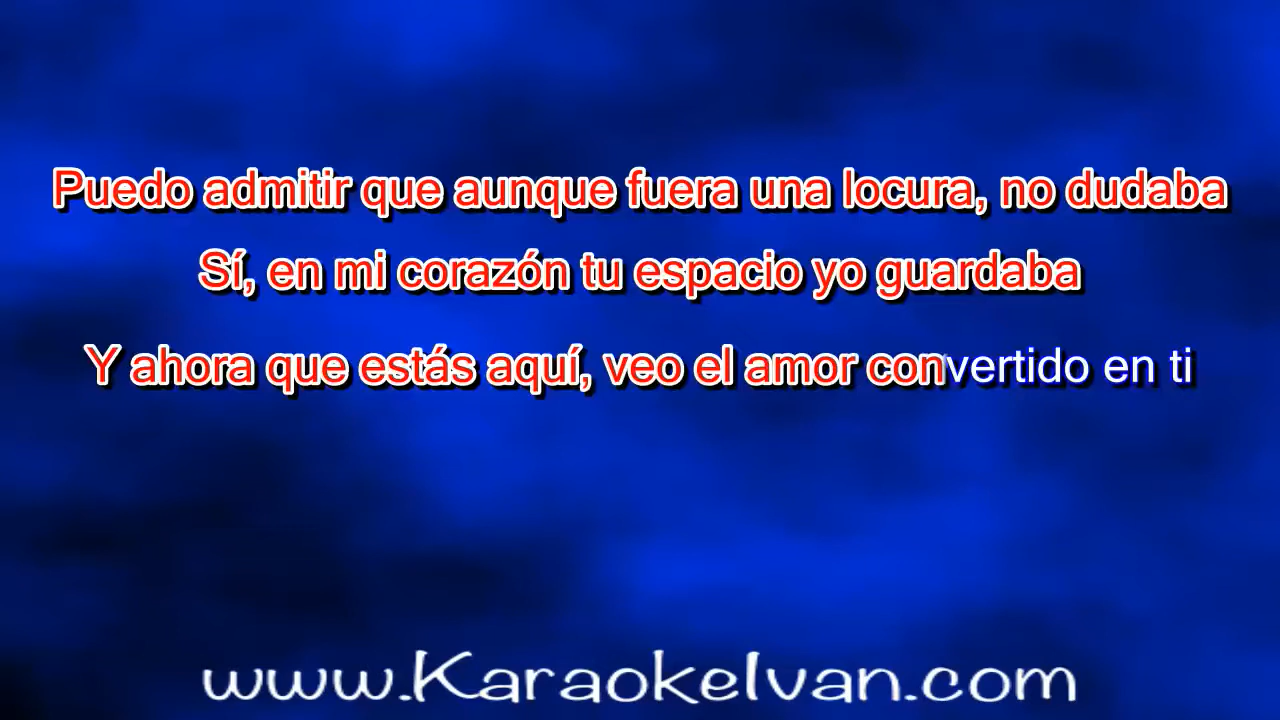 Puedo admitir que aunque fuera una locura, no dudaba
Sí, en mi corazón tu espacio yo guardaba
Y ahora que estás aquí, veo el amor convertido en ti
www.KaraokeIvan.com